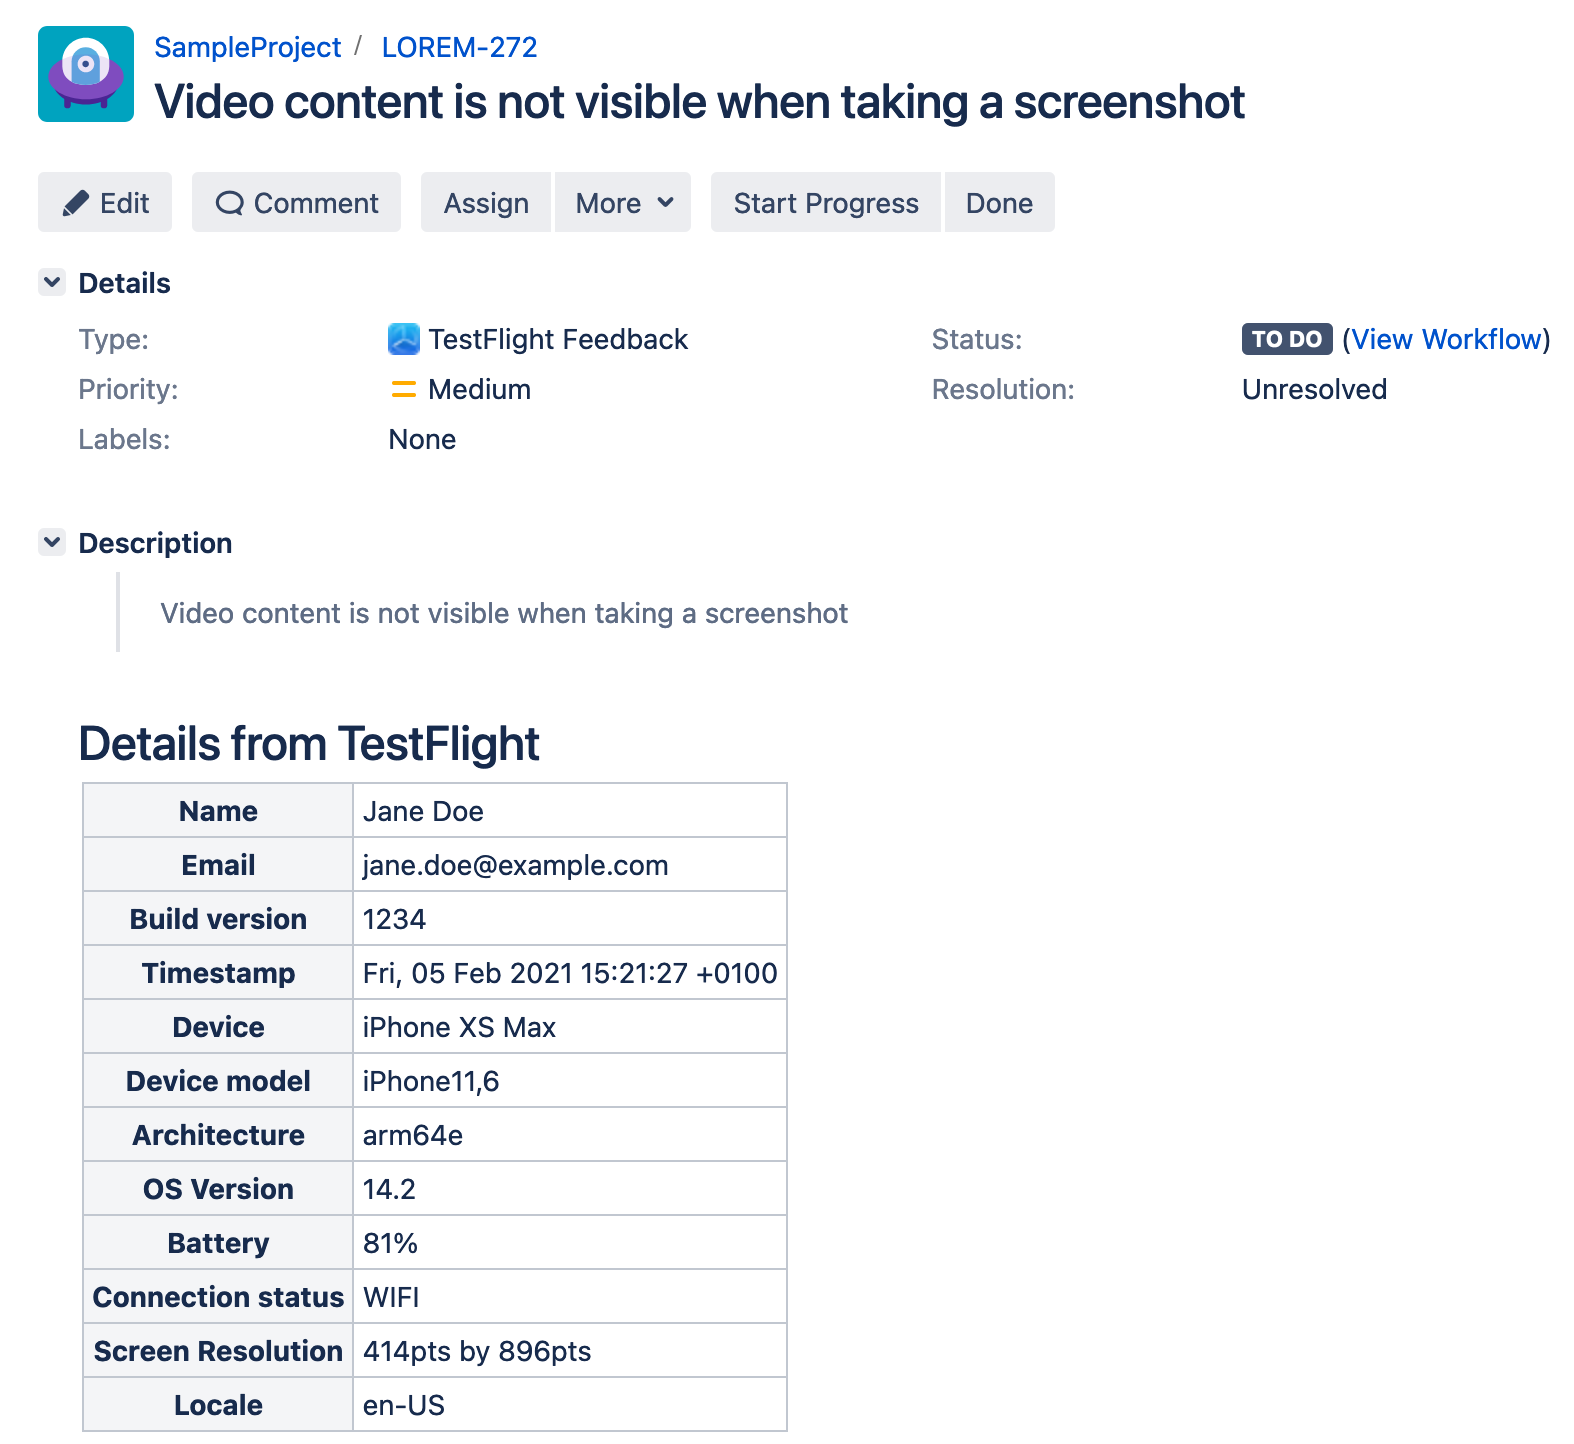 SampleProject / LOREM-272
Video content is not visible when taking a screenshot
Edit Comment Assign More Start Progress Done
Details
Type: TestFlight Feedback Status: TO DO (View Workflow)
Priority: Medium Resolution: Unresolved
Labels: None
Description
Video content is not visible when taking a screenshot
Details from TestFlight
Name Jane Doe
Email jane.doe@example.com
Build version 1234
Timestamp Fri, 05 Feb 2021 15:21:27 +0100
Device iPhone XS Max
Device model iPhone11,6
Architecture arm64e
OS Version 14.2
Battery 81%
Connection status WIFI
Screen Resolution 414pts by 896pts
Locale en-US